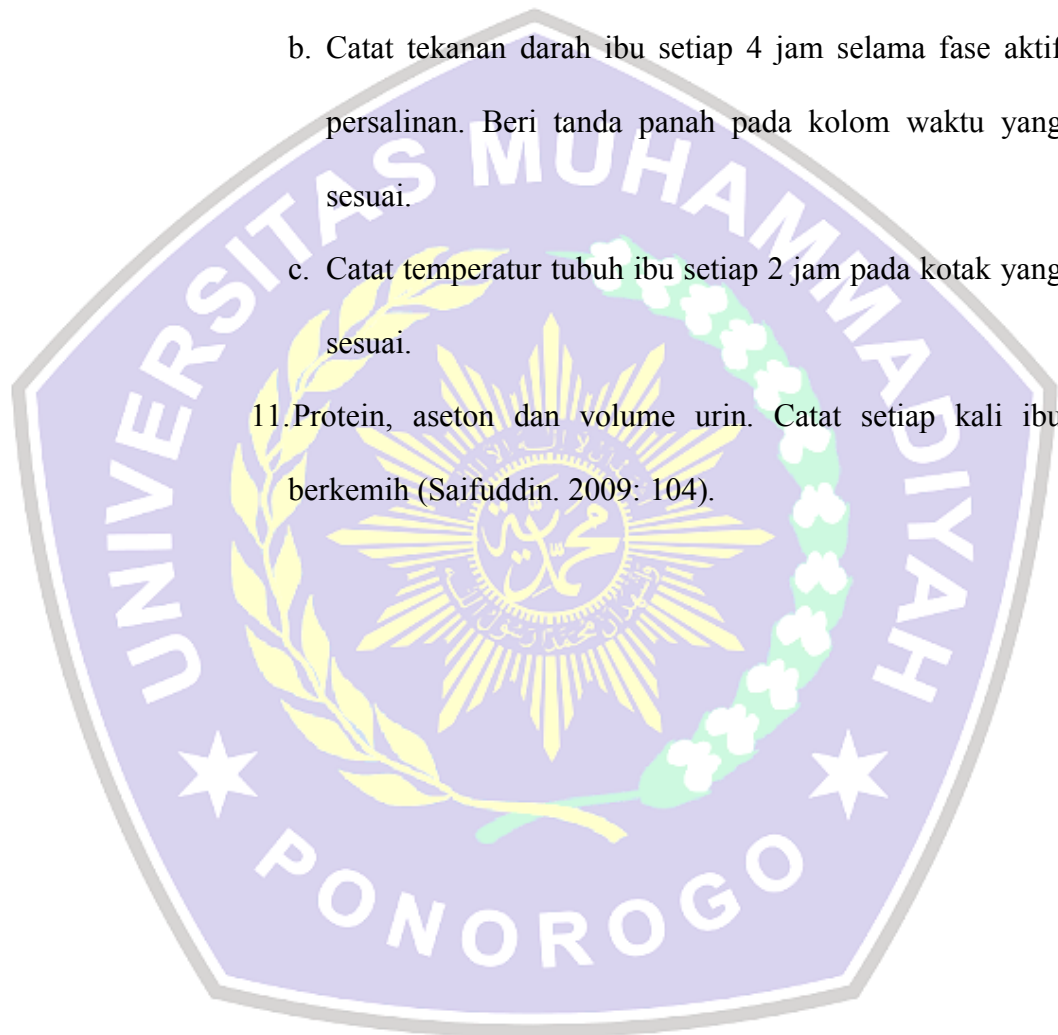 b. Catat tekanan darah ibu setiap 4 jam selama fase aktif
persalinan. Beri tanda panah pada kolom waktu yang
sesuai.
c. Catat temperatur tubuh ibu setiap 2 jam pada kotak yang
sesuai.
11.Protein, aseton dan volume urin. Catat setiap kali ibu
berkemih (Saifuddin. 2009: 104).
UNIVERSITAS MUHAMMADIYAH
محمدية
PONOROGO